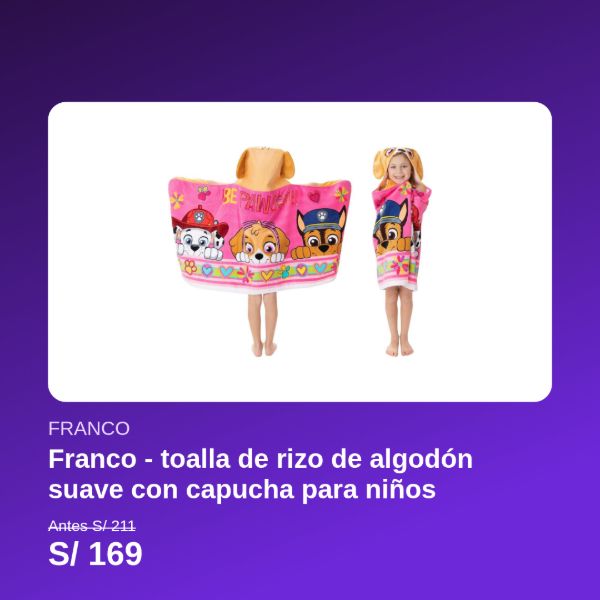 FRANCO
Franco - toalla de rizo de algodón
suave con capucha para niños
Antes S/ 211
S/ 169